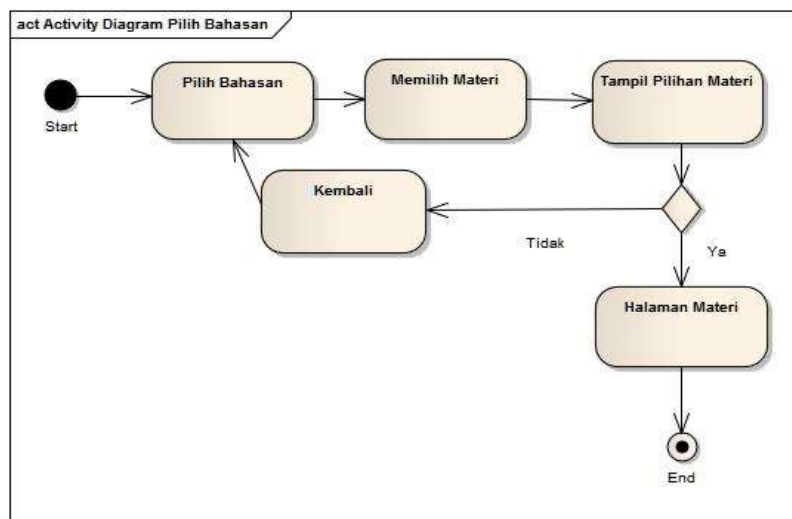 act Activity Diagram Pilih Bahasan
Pilih Bahasan
Memilih Materi
Tampil Pilihan Materi
Start
Kembali
Tidak
Ya
Halaman Materi
End